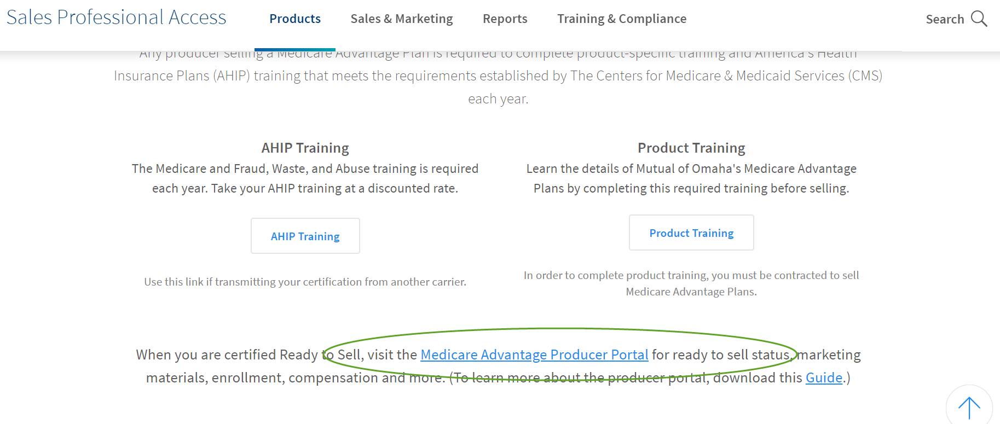 Sales Professional Access
Products
Sales & Marketing
Reports
Training & Compliance
Search
Any producer selling a Medicare Advantage Plan is required to complete product-specific training and America's Health
Insurance Plans (AHIP) training that meets the requirements established by The Centers for Medicare & Medicaid Services (CMS)
each year.
AHIP Training
The Medicare and Fraud, Waste, and Abuse training is required
each year. Take your AHIP training at a discounted rate.
AHIP Training
Use this link if transmitting your certification from another carrier.
Product Training
Learn the details of Mutual of Omaha's Medicare Advantage
Plans by completing this required training before selling.
Product Training
In order to complete product training, you must be contracted to sell
Medicare Advantage Plans.
When you are certified Ready to Sell, visit the Medicare Advantage Producer Portal for ready to sell status, marketing
materials, enrollment, compensation and more. (To learn more about the producer portal, download this Guide.)